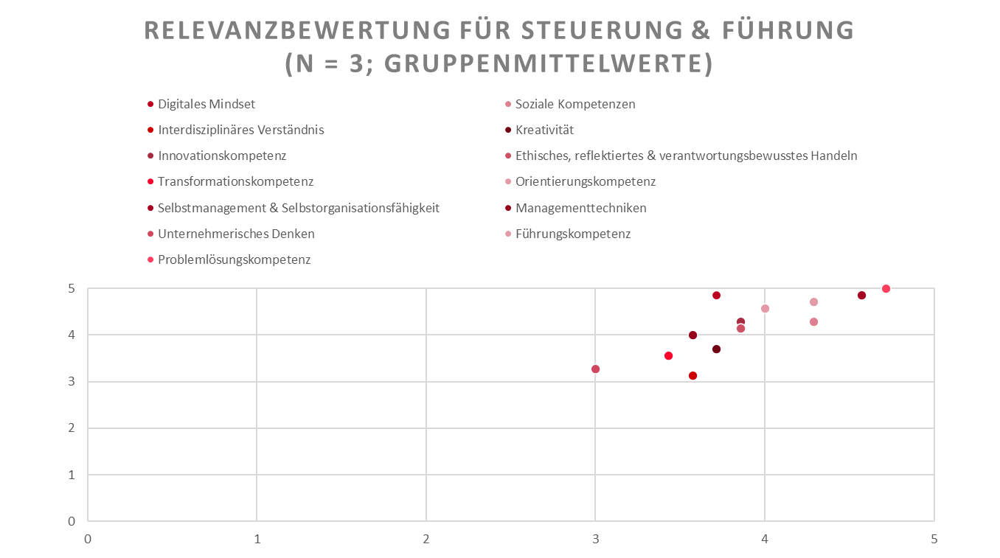 RELEVANZBEWERTUNG FÜR STEUERUNG & FÜHRUNG
(N = 3; GRUPPENMITTELWERTE)
Digitales Mindset
Soziale Kompetenzen
Interdisziplinäres Verständnis
Kreativität
Innovationskompetenz
Ethisches, reflektiertes & verantwortungsbewusstes Handeln
Transformationskompetenz
Orientierungskompetenz
Selbstmanagement & Selbstorganisationsfähigkeit
Managementtechniken
Unternehmerisches Denken
Führungskompetenz
Problemlösungskompetenz
5
4
3
2
1
0
0 1 2 3 4 5